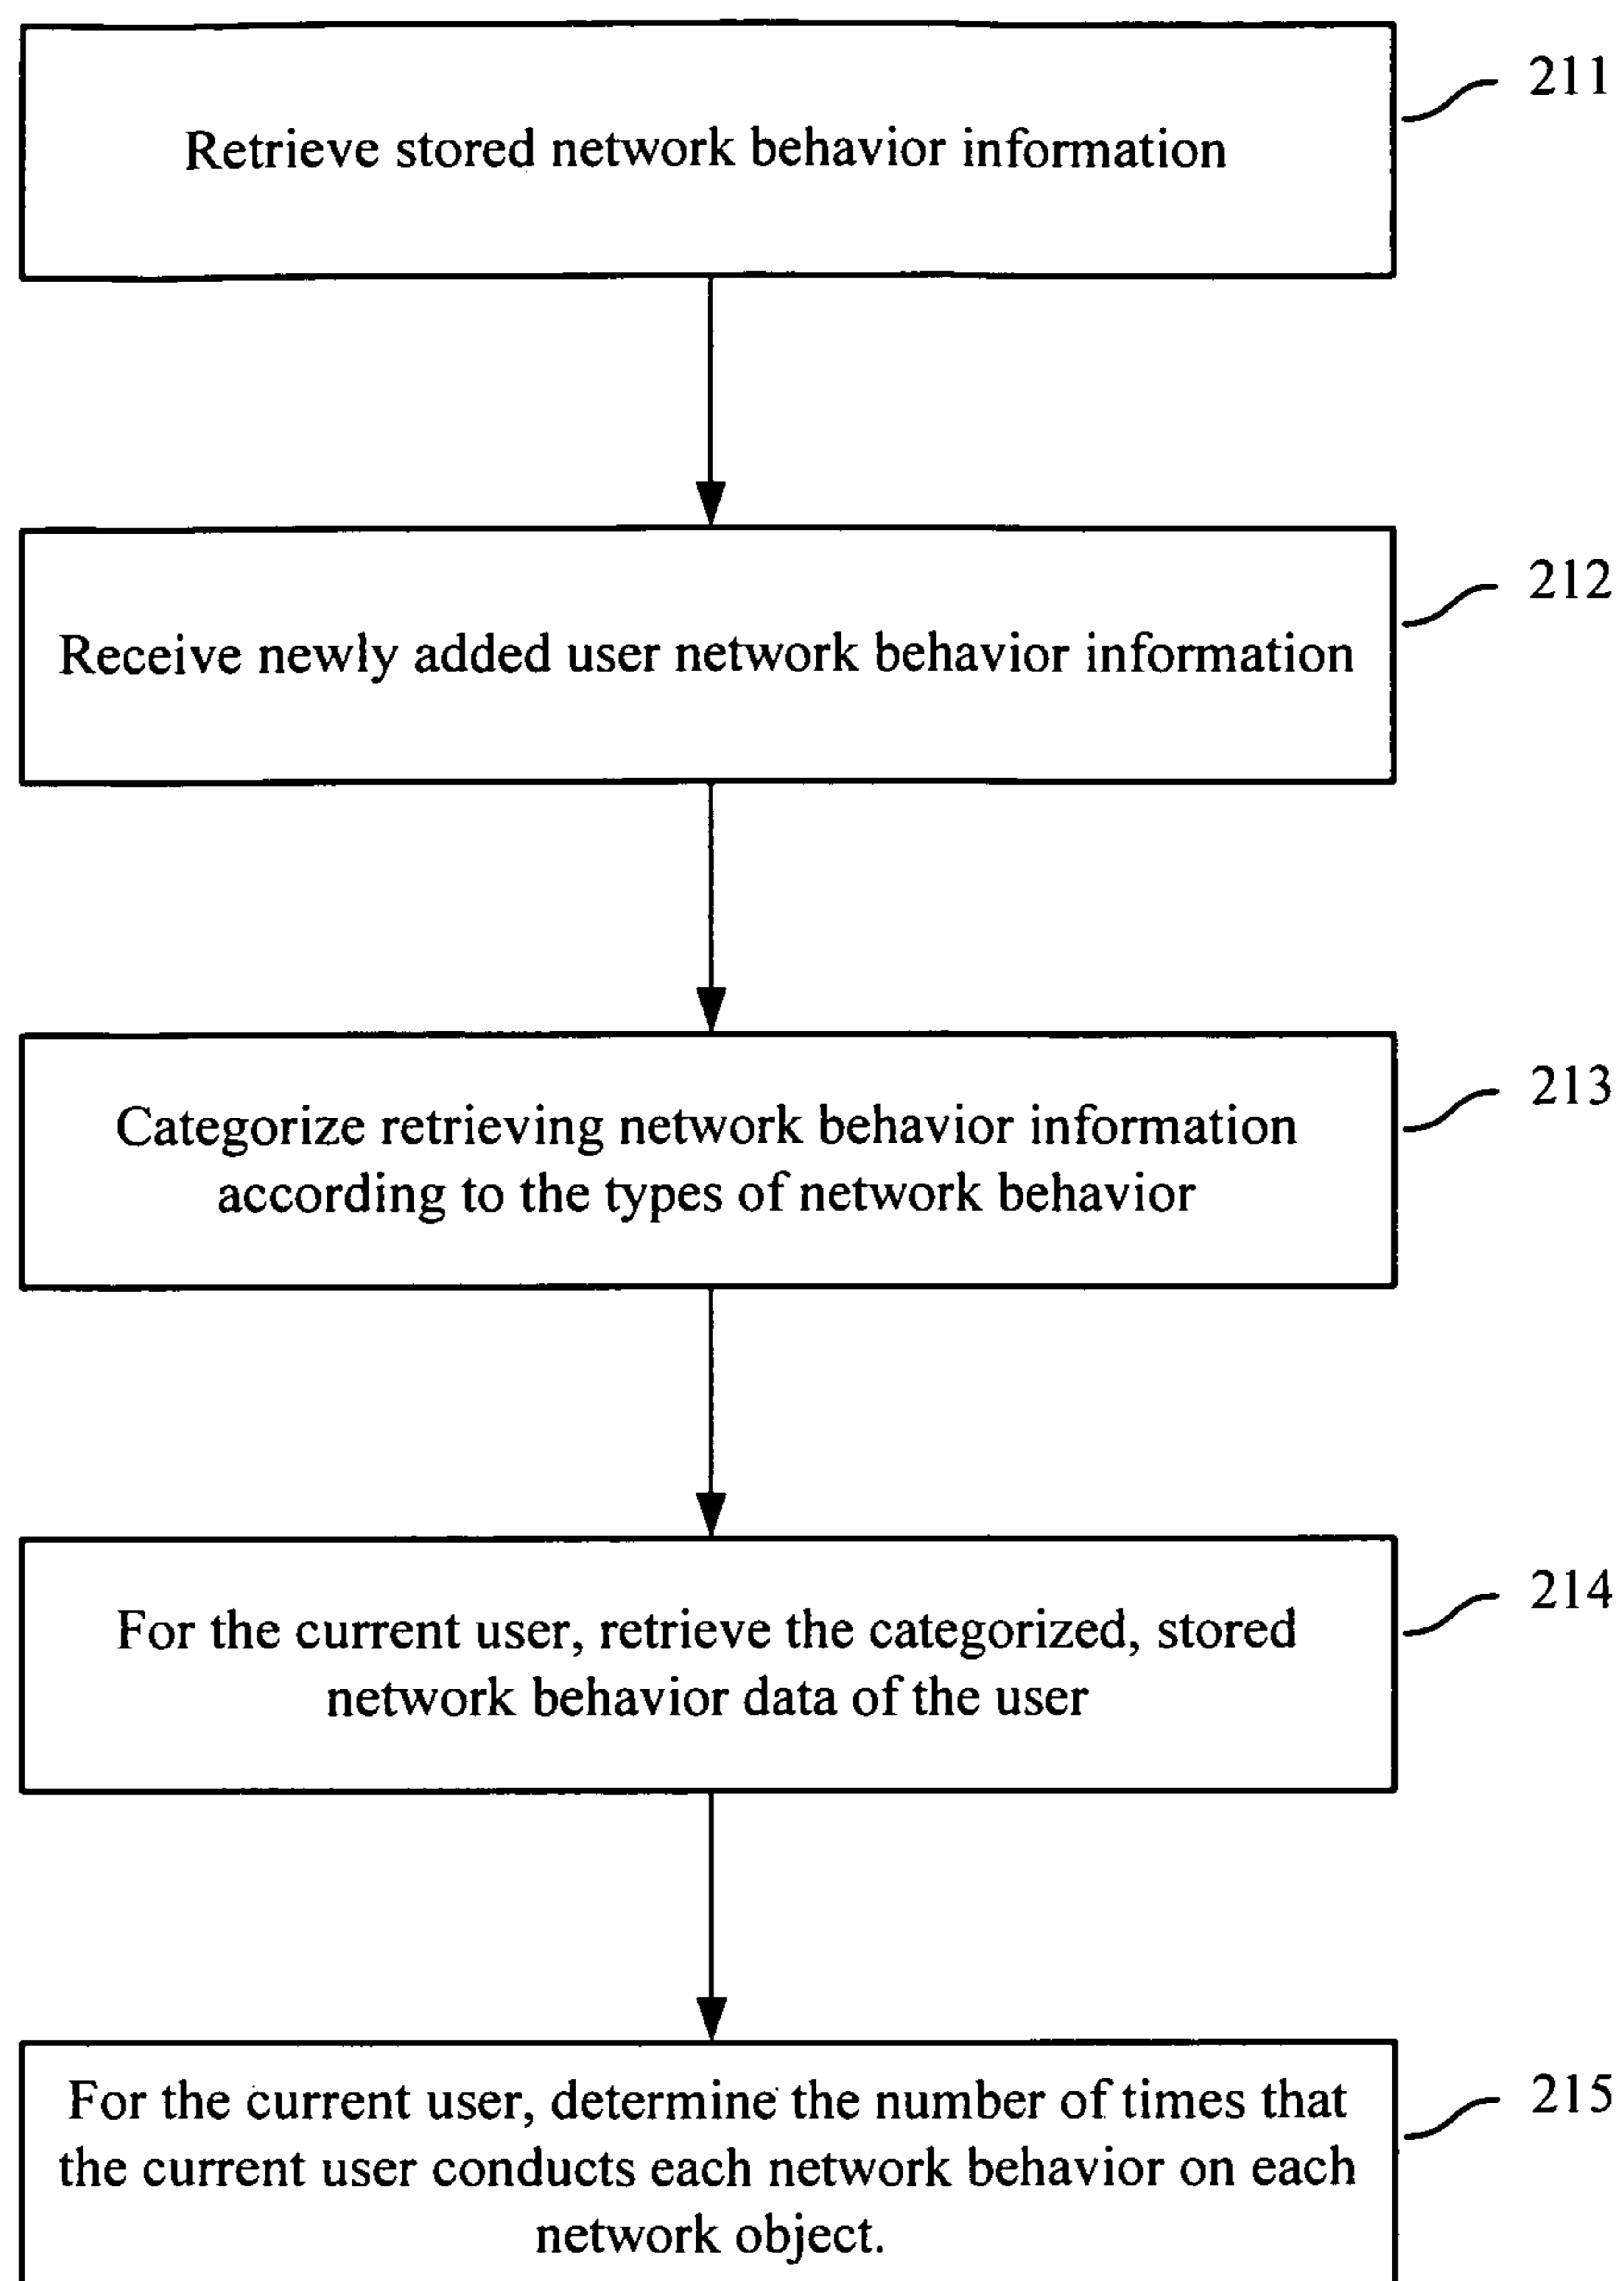 211
Retrieve stored network behavior information
212
Receive newly added user network behavior information
213
Categorize retrieving network behavior information
according to the types of network behavior
214
For the current user, retrieve the categorized, stored
network behavior data of the user
215
For the current user, determine the number of times that
the current user conducts each network behavior on each
network object.